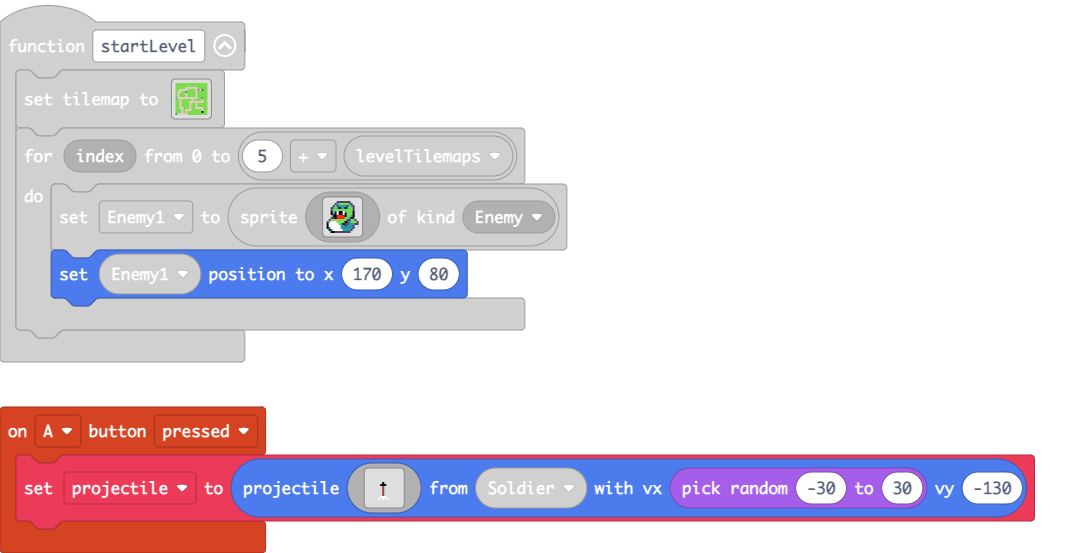 function startLevel
set tilemap to
for index from 0 to 5 + levelTilemaps
do
set Enemy1 to sprite of kind Enemy
set Enemy1 position to x 170 y 80
on A button pressed
set projectile to projectile from Soldier with vx pick random -30 to 30 vy -130